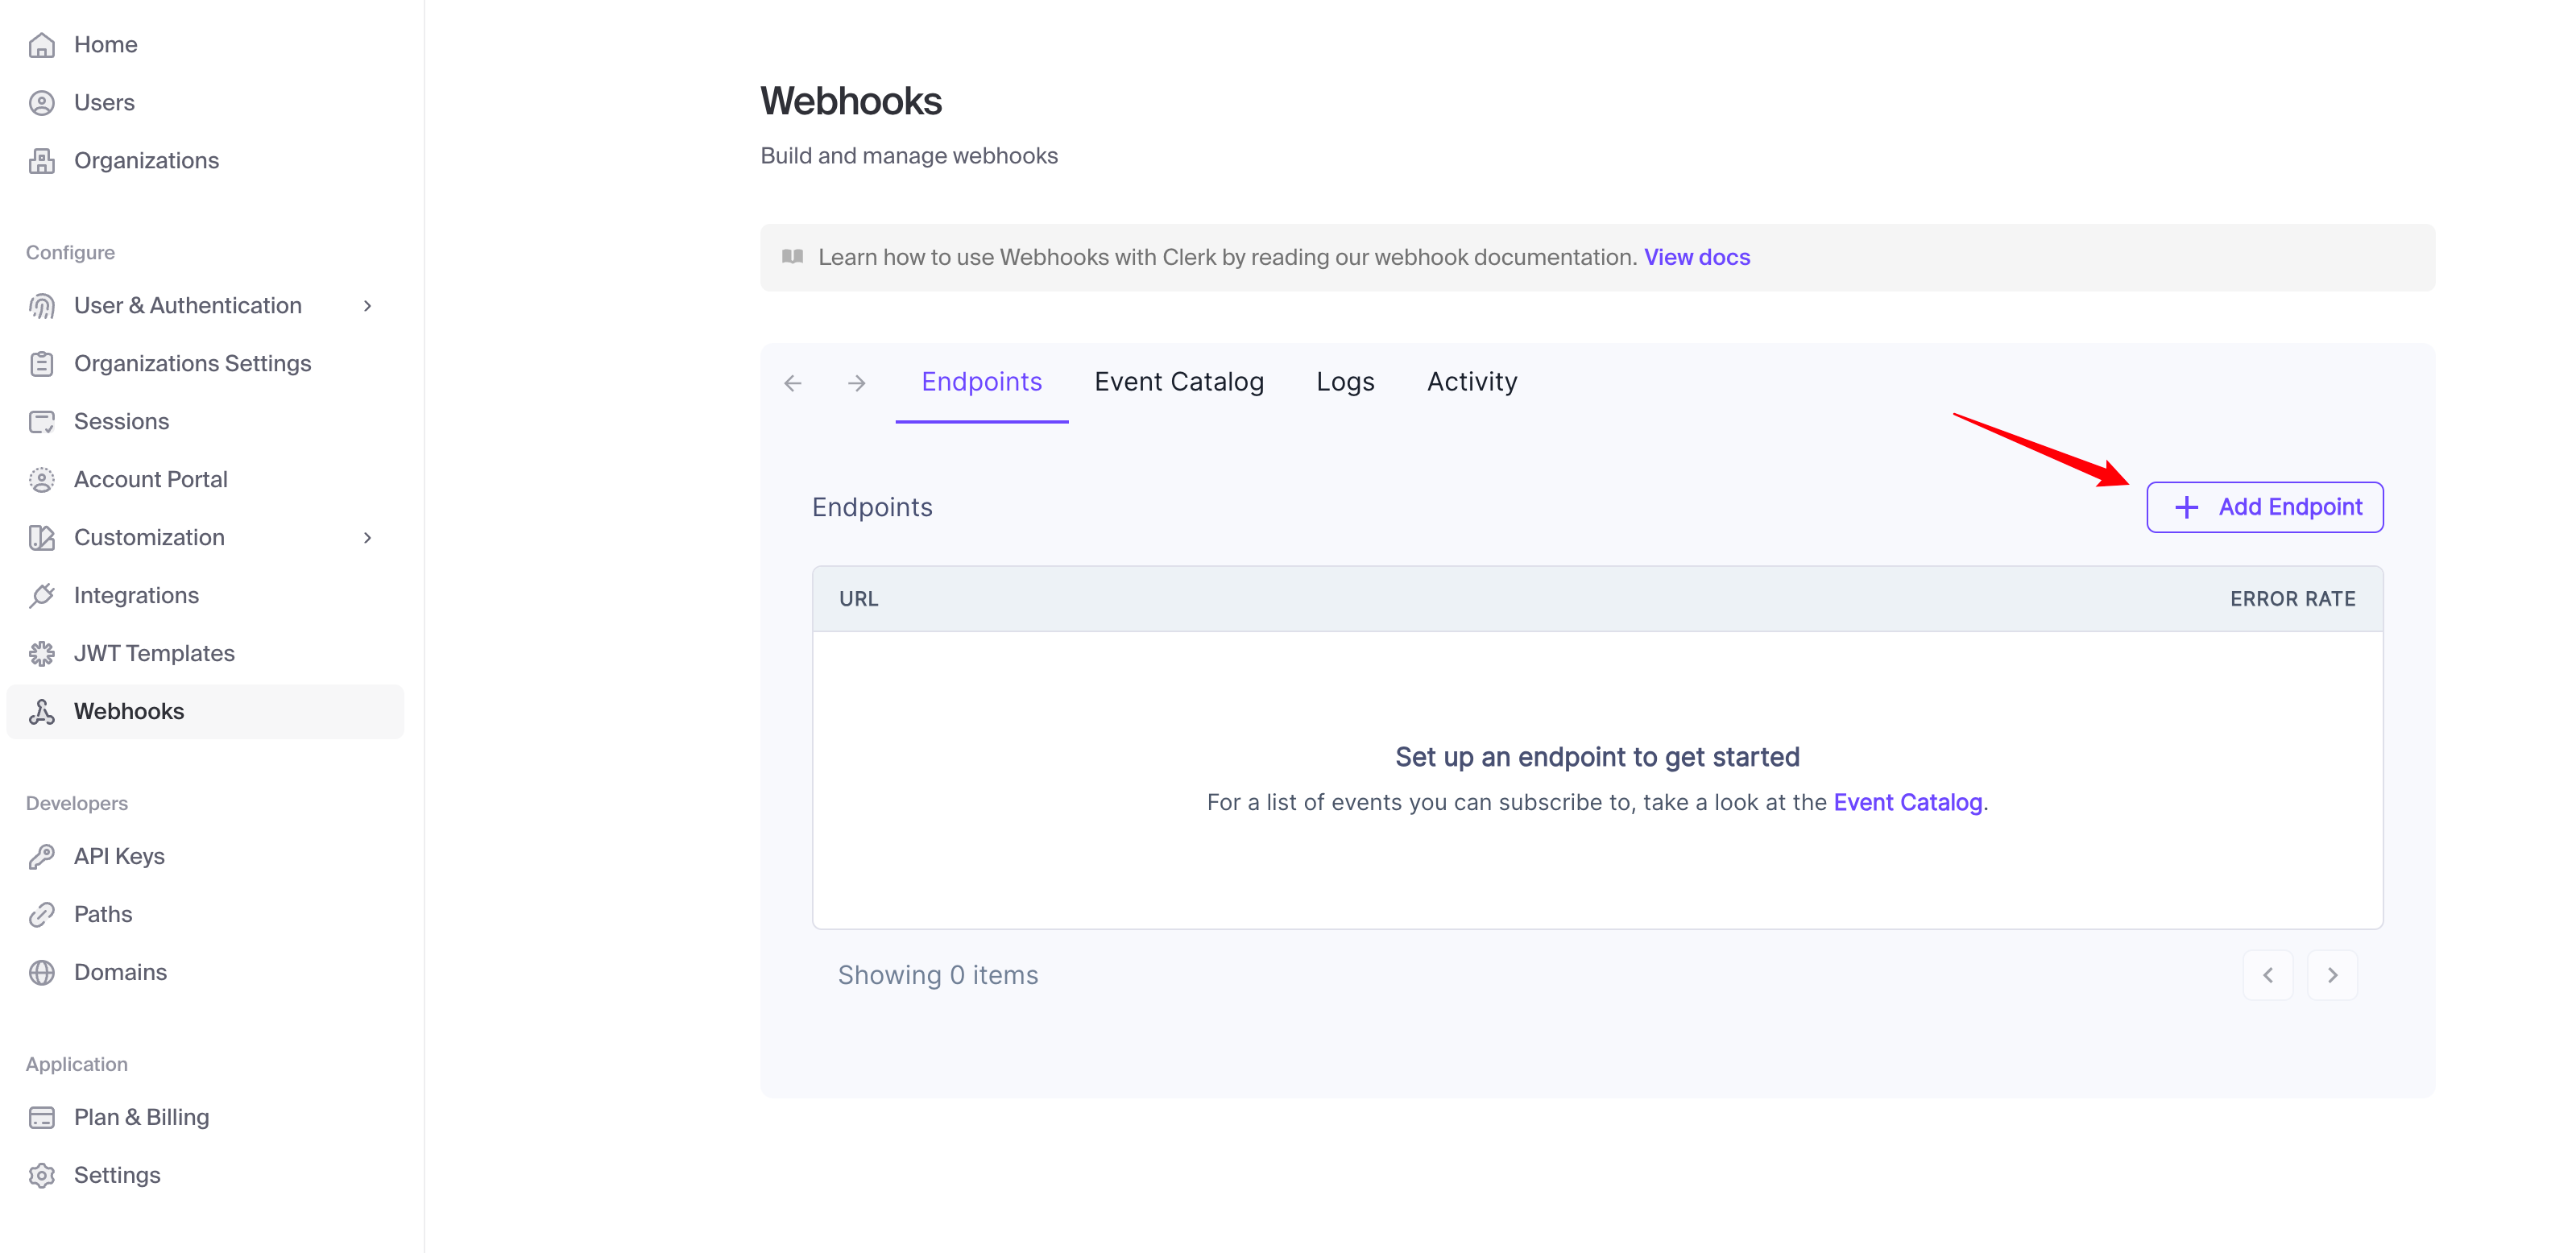 Home
Users
Organizations
Configure
User & Authentication
Organizations Settings
Sessions
Account Portal
Customization
Integrations
JWT Templates
Webhooks
Developers
API Keys
Paths
Domains
Application
Plan & Billing
Settings
Webhooks
Build and manage webhooks
Learn how to use Webhooks with Clerk by reading our webhook documentation. View docs
Endpoints Event Catalog Logs Activity
Endpoints
Add Endpoint
URL ERROR RATE
Set up an endpoint to get started
For a list of events you can subscribe to, take a look at the Event Catalog.
Showing 0 items